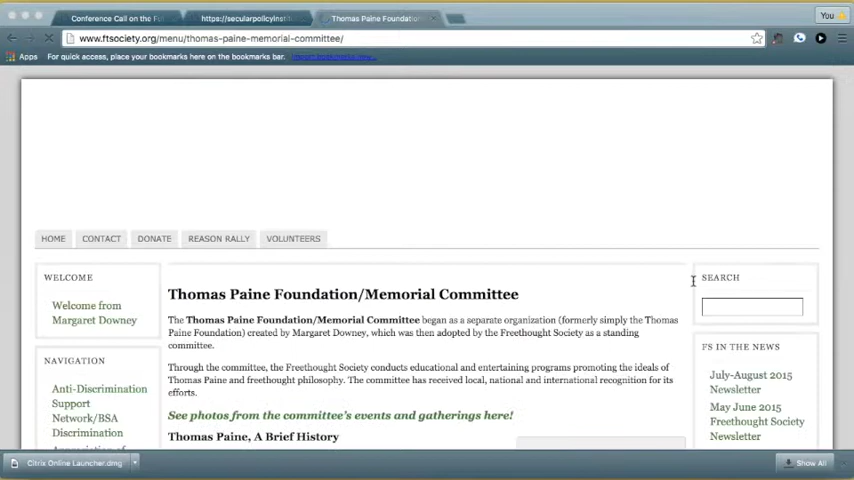 Conference Call on the Fu
https://secularpolicyinstit
Thomas Paine Foundation
You
www.ftsociety.org/menu/thomas-paine-memorial-committee/
Apps
For quick access, place your bookmarks here on the bookmarks bar.
HOME
CONTACT
DONATE
REASON RALLY
VOLUNTEERS
WELCOME
Welcome from
Margaret Downey
NAVIGATION
Anti-Discrimination
Support
Network/BSA
Discrimination
Thomas Paine Foundation/Memorial Committee
The Thomas Paine Foundation/Memorial Committee began as a separate organization (formerly simply the Thomas
Paine Foundation) created by Margaret Downey, which was then adopted by the Freethought Society as a standing
committee.
Through the committee, the Freethought Society conducts educational and entertaining programs promoting the ideals of
Thomas Paine and freethought philosophy. The committee has received local, national and international recognition for its
efforts.
See photos from the committee's events and gatherings here!
Thomas Paine, A Brief History
SEARCH
FS IN THE NEWS
July-August 2015
Newsletter
May June 2015
Freethought Society
Newsletter
Citrix Online Launcher.dmg
Show All